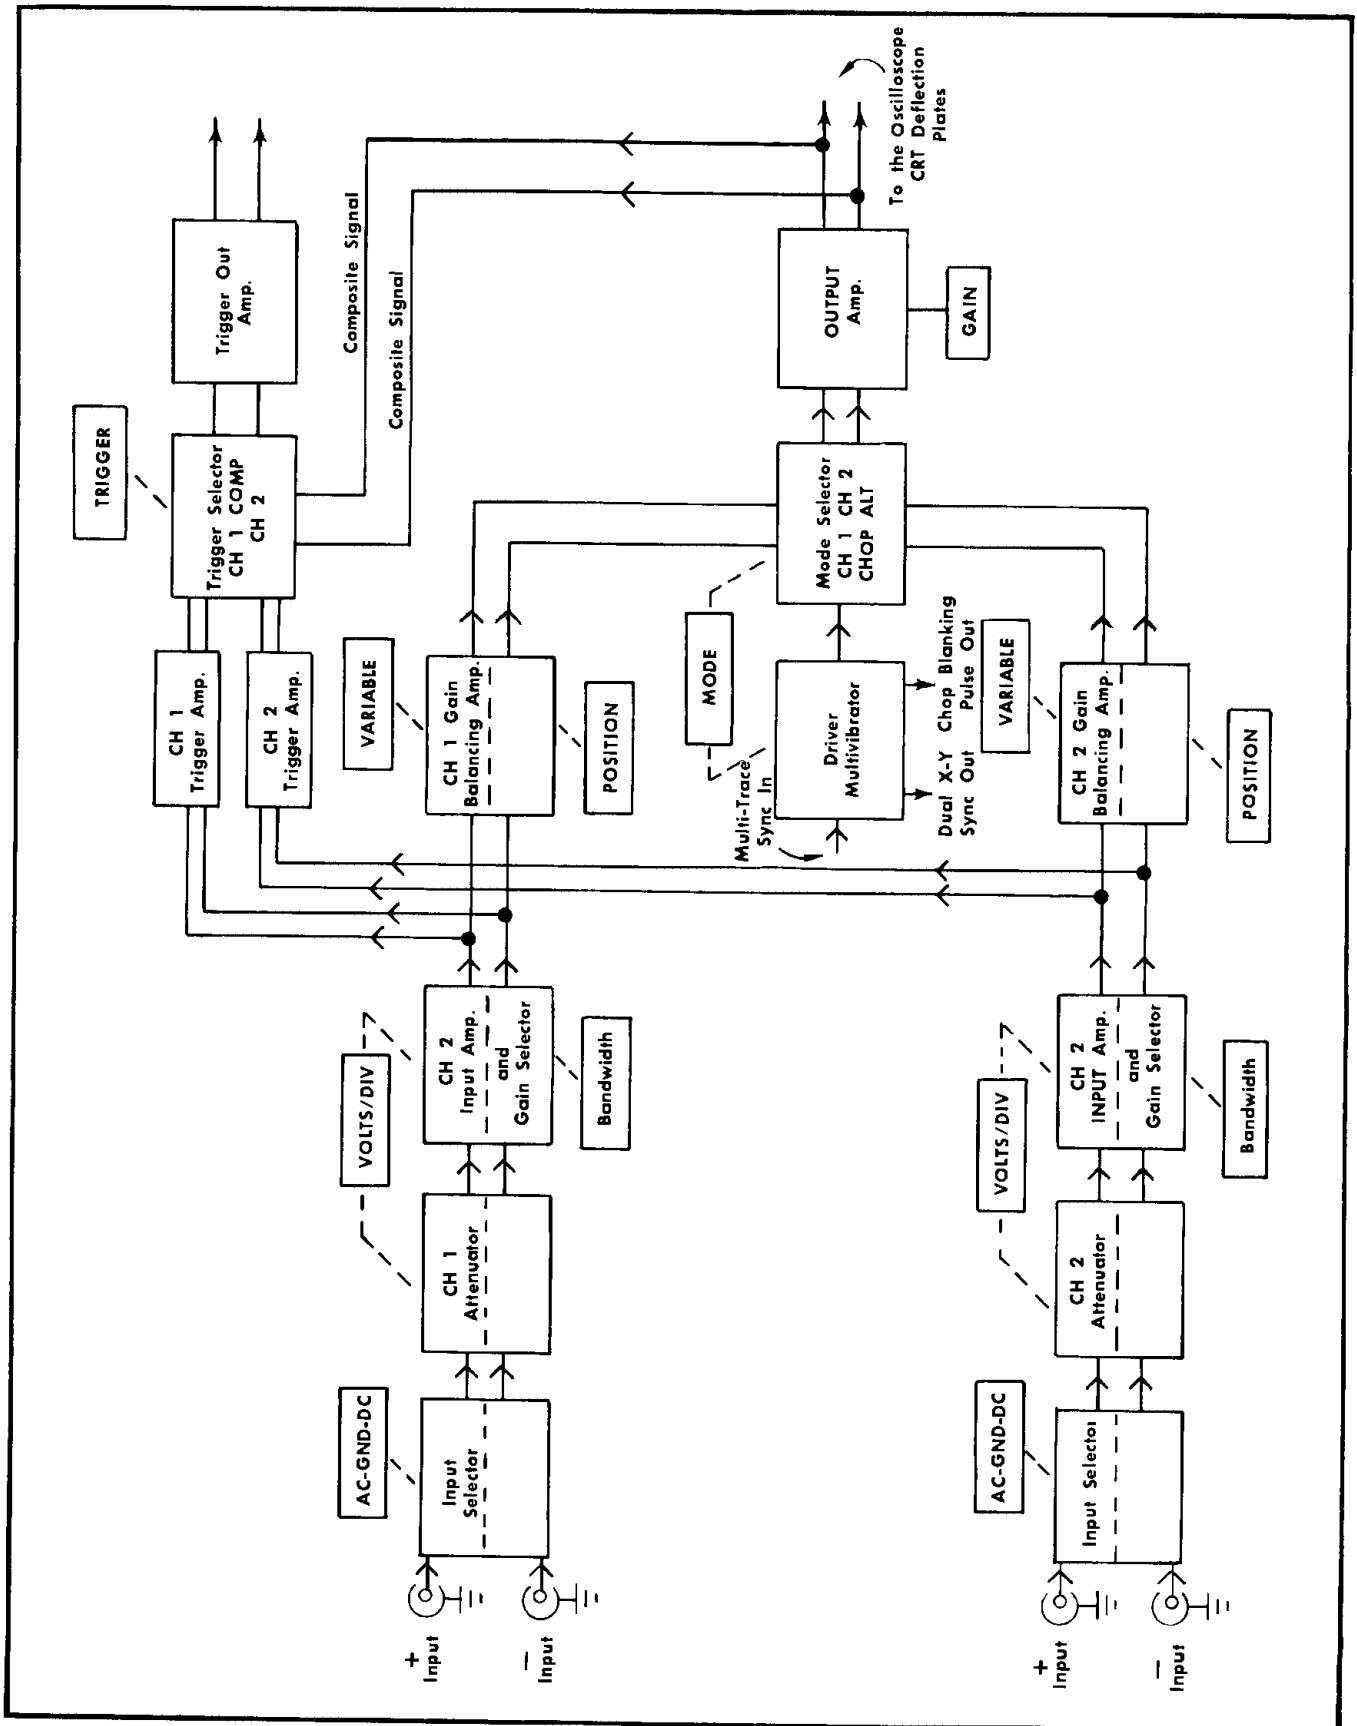 +
Input
−
Input
AC-GND-DC
Input
Selector
CH 1
Attenuator
VOLTS/DIV
CH 2
Input Amp.
and
Gain Selector
Bandwidth
CH 1
Trigger Amp.
CH 2
Trigger Amp.
VARIABLE
CH 1 Gain
Balancing Amp.
POSITION
TRIGGER
Trigger Selector
CH 1 COMP
CH 2
Trigger Out
Amp.
Composite Signal
Composite Signal
MODE
Multi-Trace
Sync In
Driver
Multivibrator
Dual X-Y
Sync Out
Chop Blanking
Pulse Out
Mode Selector
CH 1 CH 2
CHOP ALT
OUTPUT
Amp.
GAIN
To the Oscilloscope
CRT Deflection
Plates
+
Input
−
Input
AC-GND-DC
Input Selector
CH 2
Attenuator
VOLTS/DIV
CH 2
INPUT Amp.
and
Gain Selector
Bandwidth
VARIABLE
CH 2 Gain
Balancing Amp.
POSITION